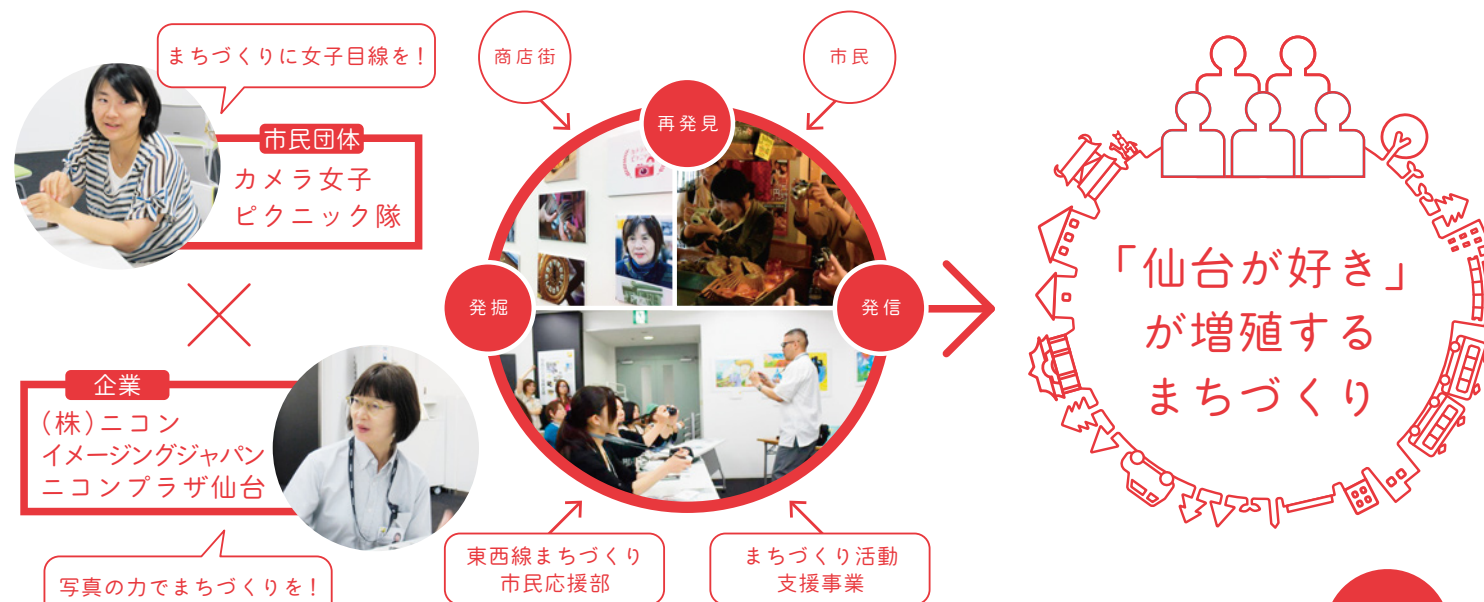 まちづくりに女子目線を!
市民団体
カメラ女子
ピクニック隊
企業
(株)ニコン
イメージングジャパン
ニコンプラザ仙台
写真の力でまちづくりを!
商店街
市民
再発見
発掘
発信
東西線まちづくり
市民応援部
まちづくり活動
支援事業
「仙台が好き」
が増殖する
まちづくり